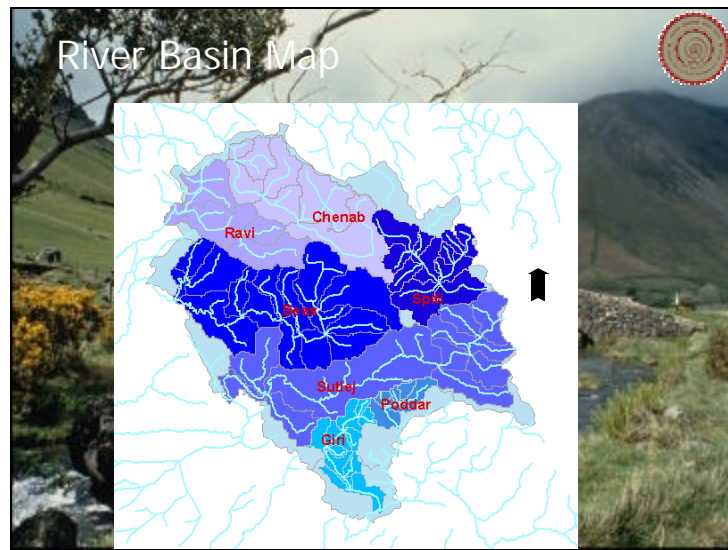 River Basin Map
Chenab
Ravi
Spiti
Beas
Sutlej
Poddar
Giri